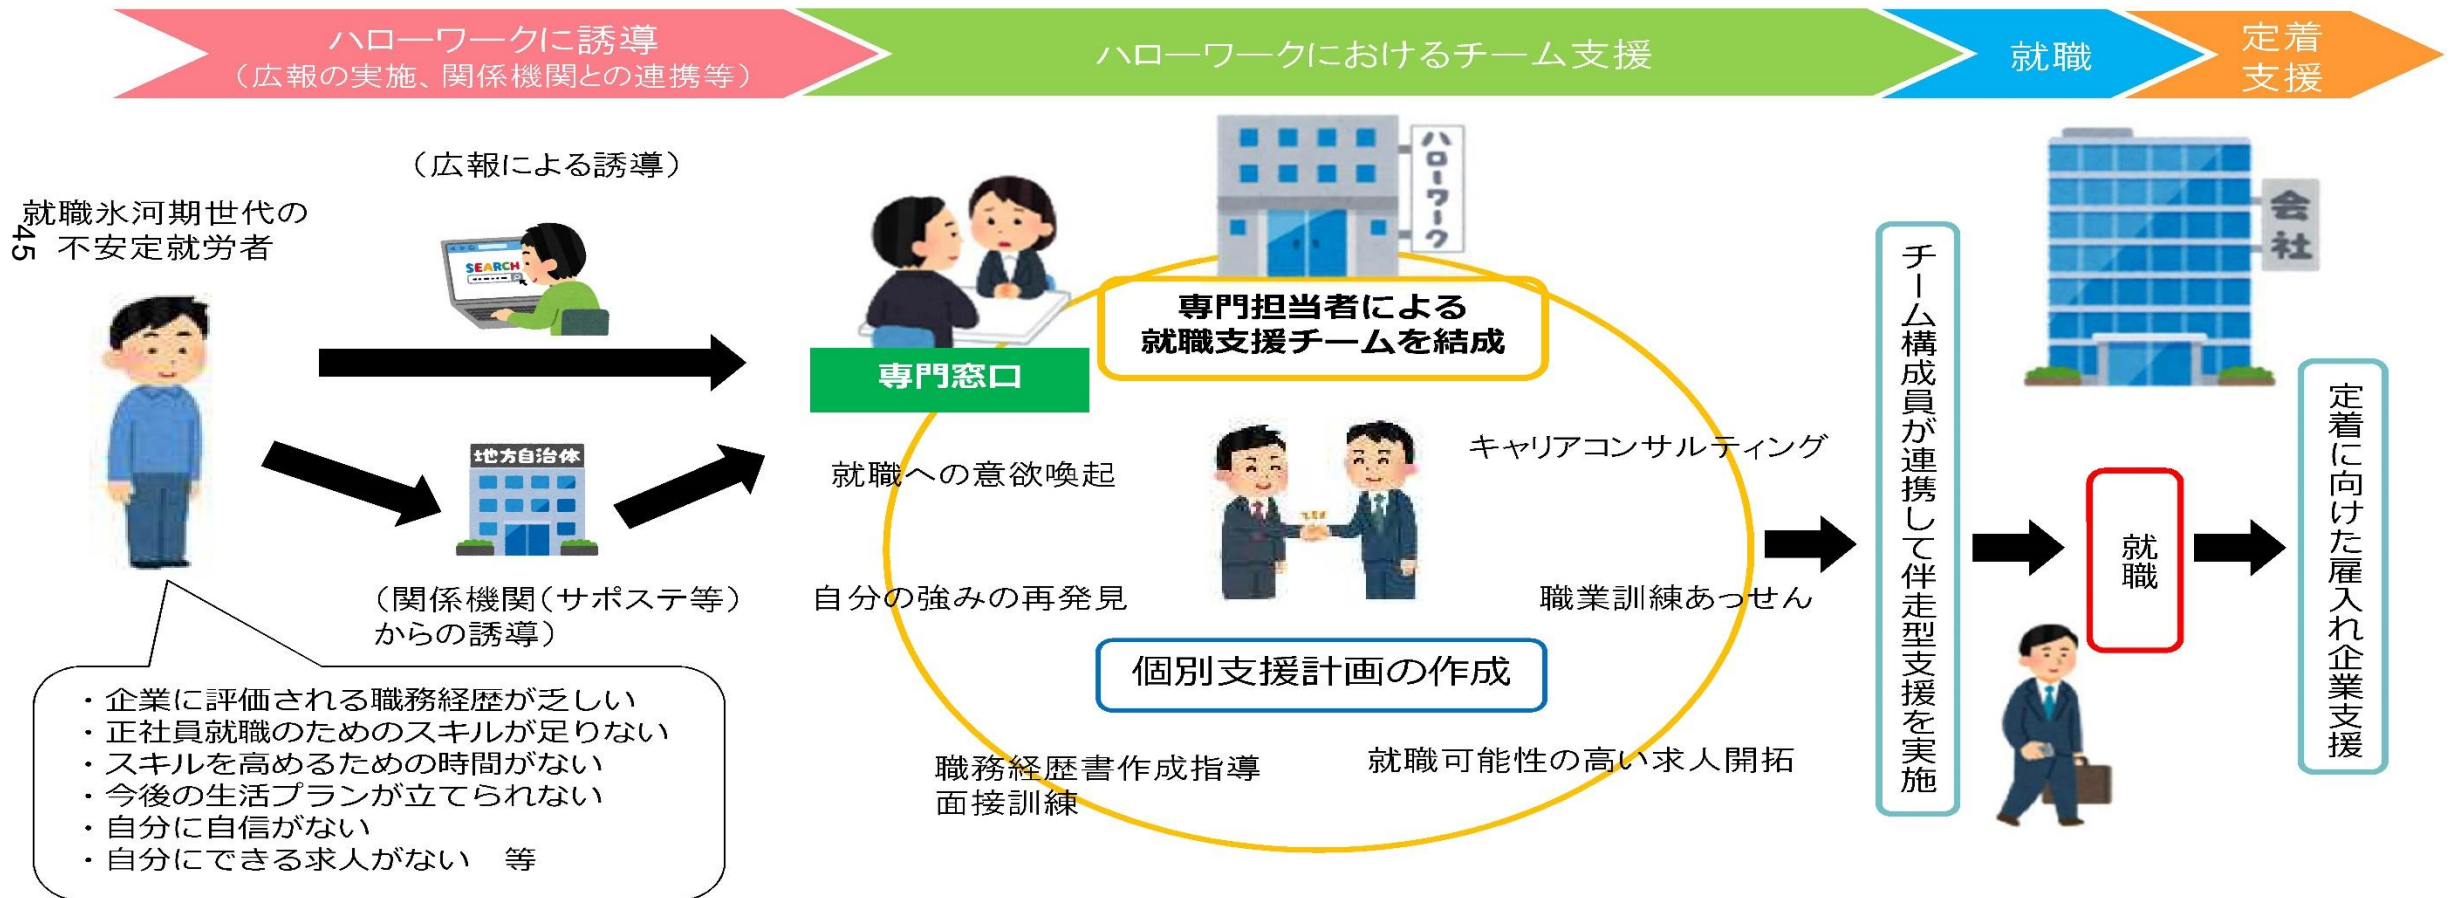 ハローワークに誘導
（広報の実施、関係機関との連携等）
ハローワークにおけるチーム支援
就職
定着
支援
（広報による誘導）
就職氷河期世代の
不安定就労者
45
SEARCH
地方自治体
（関係機関（サポステ等）
からの誘導）
・企業に評価される職務経歴が乏しい
・正社員就職のためのスキルが足りない
・スキルを高めるための時間がない
・今後の生活プランが立てられない
・自分に自信がない
・自分にできる求人がない　等
ハローワーク
専門担当者による
就職支援チームを結成
専門窓口
就職への意欲喚起
キャリアコンサルティング
自分の強みの再発見
職業訓練あっせん
個別支援計画の作成
職務経歴書作成指導
面接訓練
就職可能性の高い求人開拓
チーム構成員が連携して伴走型支援を実施
会社
就職
定着に向けた雇入れ企業支援